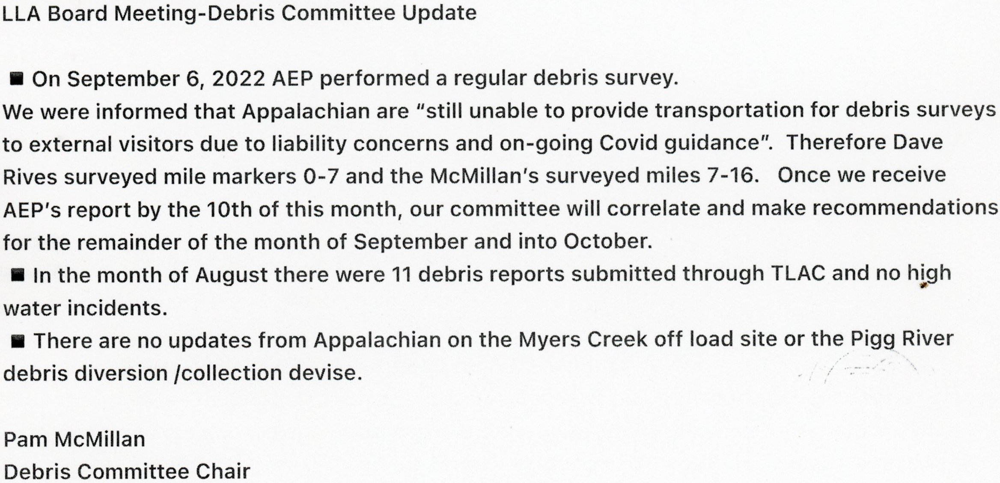 LLA Board Meeting-Debris Committee Update
■ On September 6, 2022 AEP performed a regular debris survey.
We were informed that Appalachian are “still unable to provide transportation for debris surveys
to external visitors due to liability concerns and on-going Covid guidance”.  Therefore Dave
Rives surveyed mile markers 0-7 and the McMillan’s surveyed miles 7-16.   Once we receive
AEP’s report by the 10th of this month, our committee will correlate and make recommendations
for the remainder of the month of September and into October.
■ In the month of August there were 11 debris reports submitted through TLAC and no high
water incidents.
■ There are no updates from Appalachian on the Myers Creek off load site or the Pigg River
debris diversion /collection devise.
Pam McMillan
Debris Committee Chair